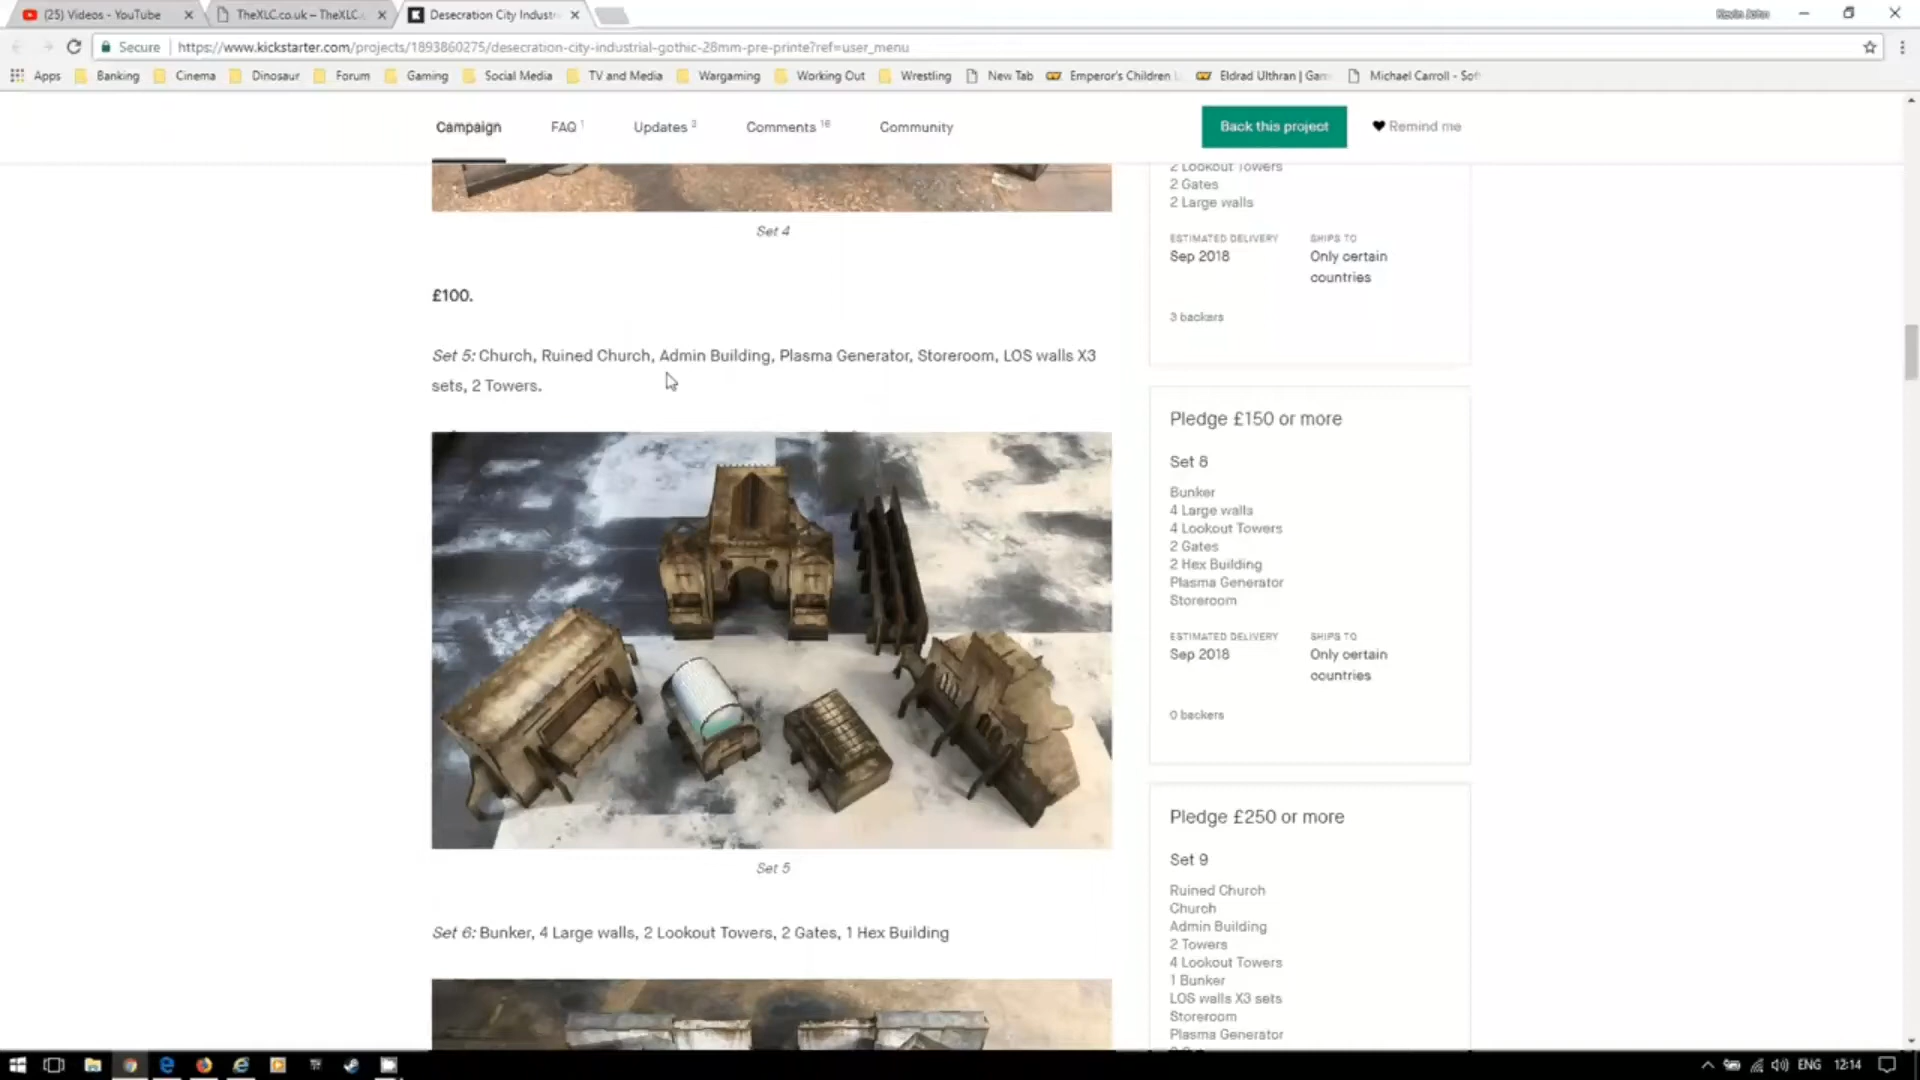 (25) Videos - YouTube
TheXLC.co.uk – TheXLC.
Desecration City Industri
Kevin John
Secure
https://www.kickstarter.com/projects/1893860275/desecration-city-industrial-gothic-28mm-pre-printe?ref=user_menu
Apps
Banking
Cinema
Dinosaur
Forum
Gaming
Social Media
TV and Media
Wargaming
Working Out
Wrestling
New Tab
Emperor's Children
Eldrad Ulthran | Gam
Michael Carroll - Sof
Campaign
FAQ 1
Updates 2
Comments 16
Community
Back this project
Remind me
Set 4
£100.
Set 5: Church, Ruined Church, Admin Building, Plasma Generator, Storeroom, LOS walls X3
sets, 2 Towers.
Set 5
Set 6: Bunker, 4 Large walls, 2 Lookout Towers, 2 Gates, 1 Hex Building
2 Lookout Towers
2 Gates
2 Large walls
ESTIMATED DELIVERY
SHIPS TO
Sep 2018
Only certain
countries
3 backers
Pledge £150 or more
Set 8
Bunker
4 Large walls
4 Lookout Towers
2 Gates
2 Hex Building
Plasma Generator
Storeroom
ESTIMATED DELIVERY
SHIPS TO
Sep 2018
Only certain
countries
0 backers
Pledge £250 or more
Set 9
Ruined Church
Church
Admin Building
2 Towers
4 Lookout Towers
1 Bunker
LOS walls X3 sets
Storeroom
Plasma Generator
ENG
12:14